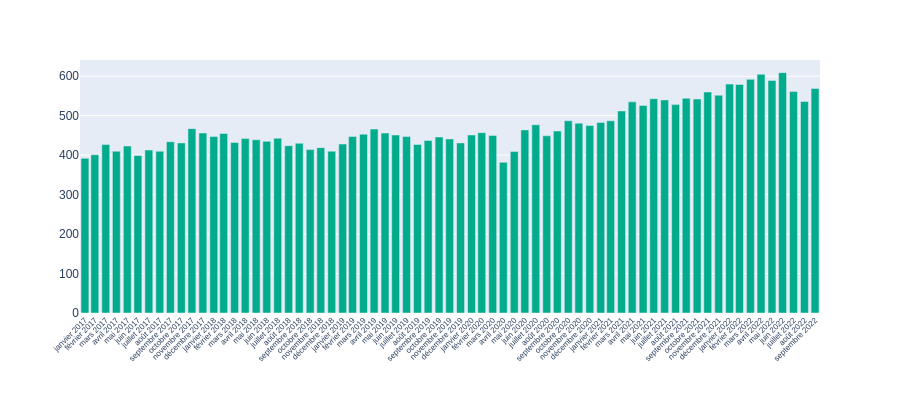 600
500
400
300
200
100
0
janvier 2017
février 2017
mars 2017
avril 2017
mai 2017
juin 2017
juillet 2017
août 2017
septembre 2017
octobre 2017
novembre 2017
décembre 2017
janvier 2018
février 2018
mars 2018
avril 2018
mai 2018
juin 2018
juillet 2018
août 2018
septembre 2018
octobre 2018
novembre 2018
décembre 2018
janvier 2019
février 2019
mars 2019
avril 2019
mai 2019
juin 2019
juillet 2019
août 2019
septembre 2019
octobre 2019
novembre 2019
décembre 2019
janvier 2020
février 2020
mars 2020
avril 2020
mai 2020
juin 2020
juillet 2020
août 2020
septembre 2020
octobre 2020
novembre 2020
décembre 2020
janvier 2021
février 2021
mars 2021
avril 2021
mai 2021
juin 2021
juillet 2021
août 2021
septembre 2021
octobre 2021
novembre 2021
décembre 2021
janvier 2022
février 2022
mars 2022
avril 2022
mai 2022
juin 2022
juillet 2022
août 2022
septembre 2022